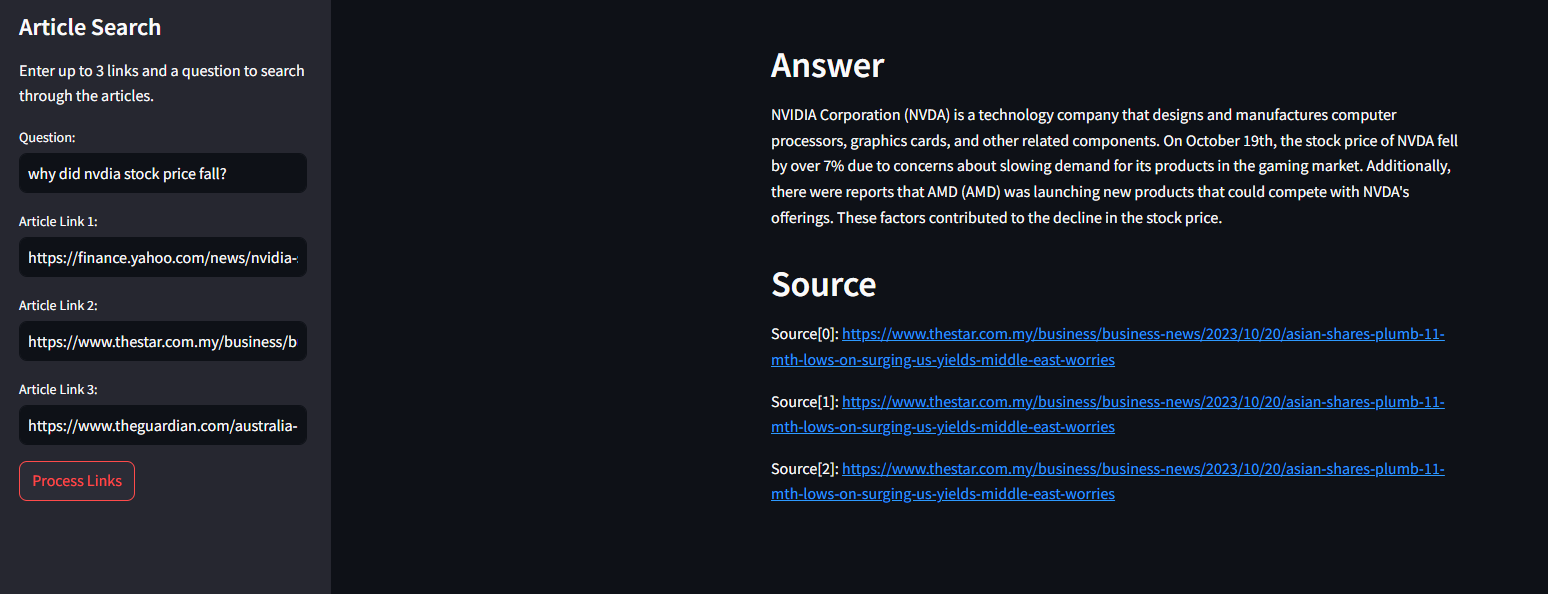 Article Search
Enter up to 3 links and a question to search
through the articles.
Question:
why did nvdia stock price fall?
Article Link 1:
https://finance.yahoo.com/news/nvidia-
Article Link 2:
https://www.thestar.com.my/business/b
Article Link 3:
https://www.theguardian.com/australia-
Process Links
Answer
NVIDIA Corporation (NVDA) is a technology company that designs and manufactures computer
processors, graphics cards, and other related components. On October 19th, the stock price of NVDA fell
by over 7% due to concerns about slowing demand for its products in the gaming market. Additionally,
there were reports that AMD (AMD) was launching new products that could compete with NVDA's
offerings. These factors contributed to the decline in the stock price.
Source
Source[0]: https://www.thestar.com.my/business/business-news/2023/10/20/asian-shares-plumb-11-
mth-lows-on-surging-us-yields-middle-east-worries
Source[1]: https://www.thestar.com.my/business/business-news/2023/10/20/asian-shares-plumb-11-
mth-lows-on-surging-us-yields-middle-east-worries
Source[2]: https://www.thestar.com.my/business/business-news/2023/10/20/asian-shares-plumb-11-
mth-lows-on-surging-us-yields-middle-east-worries